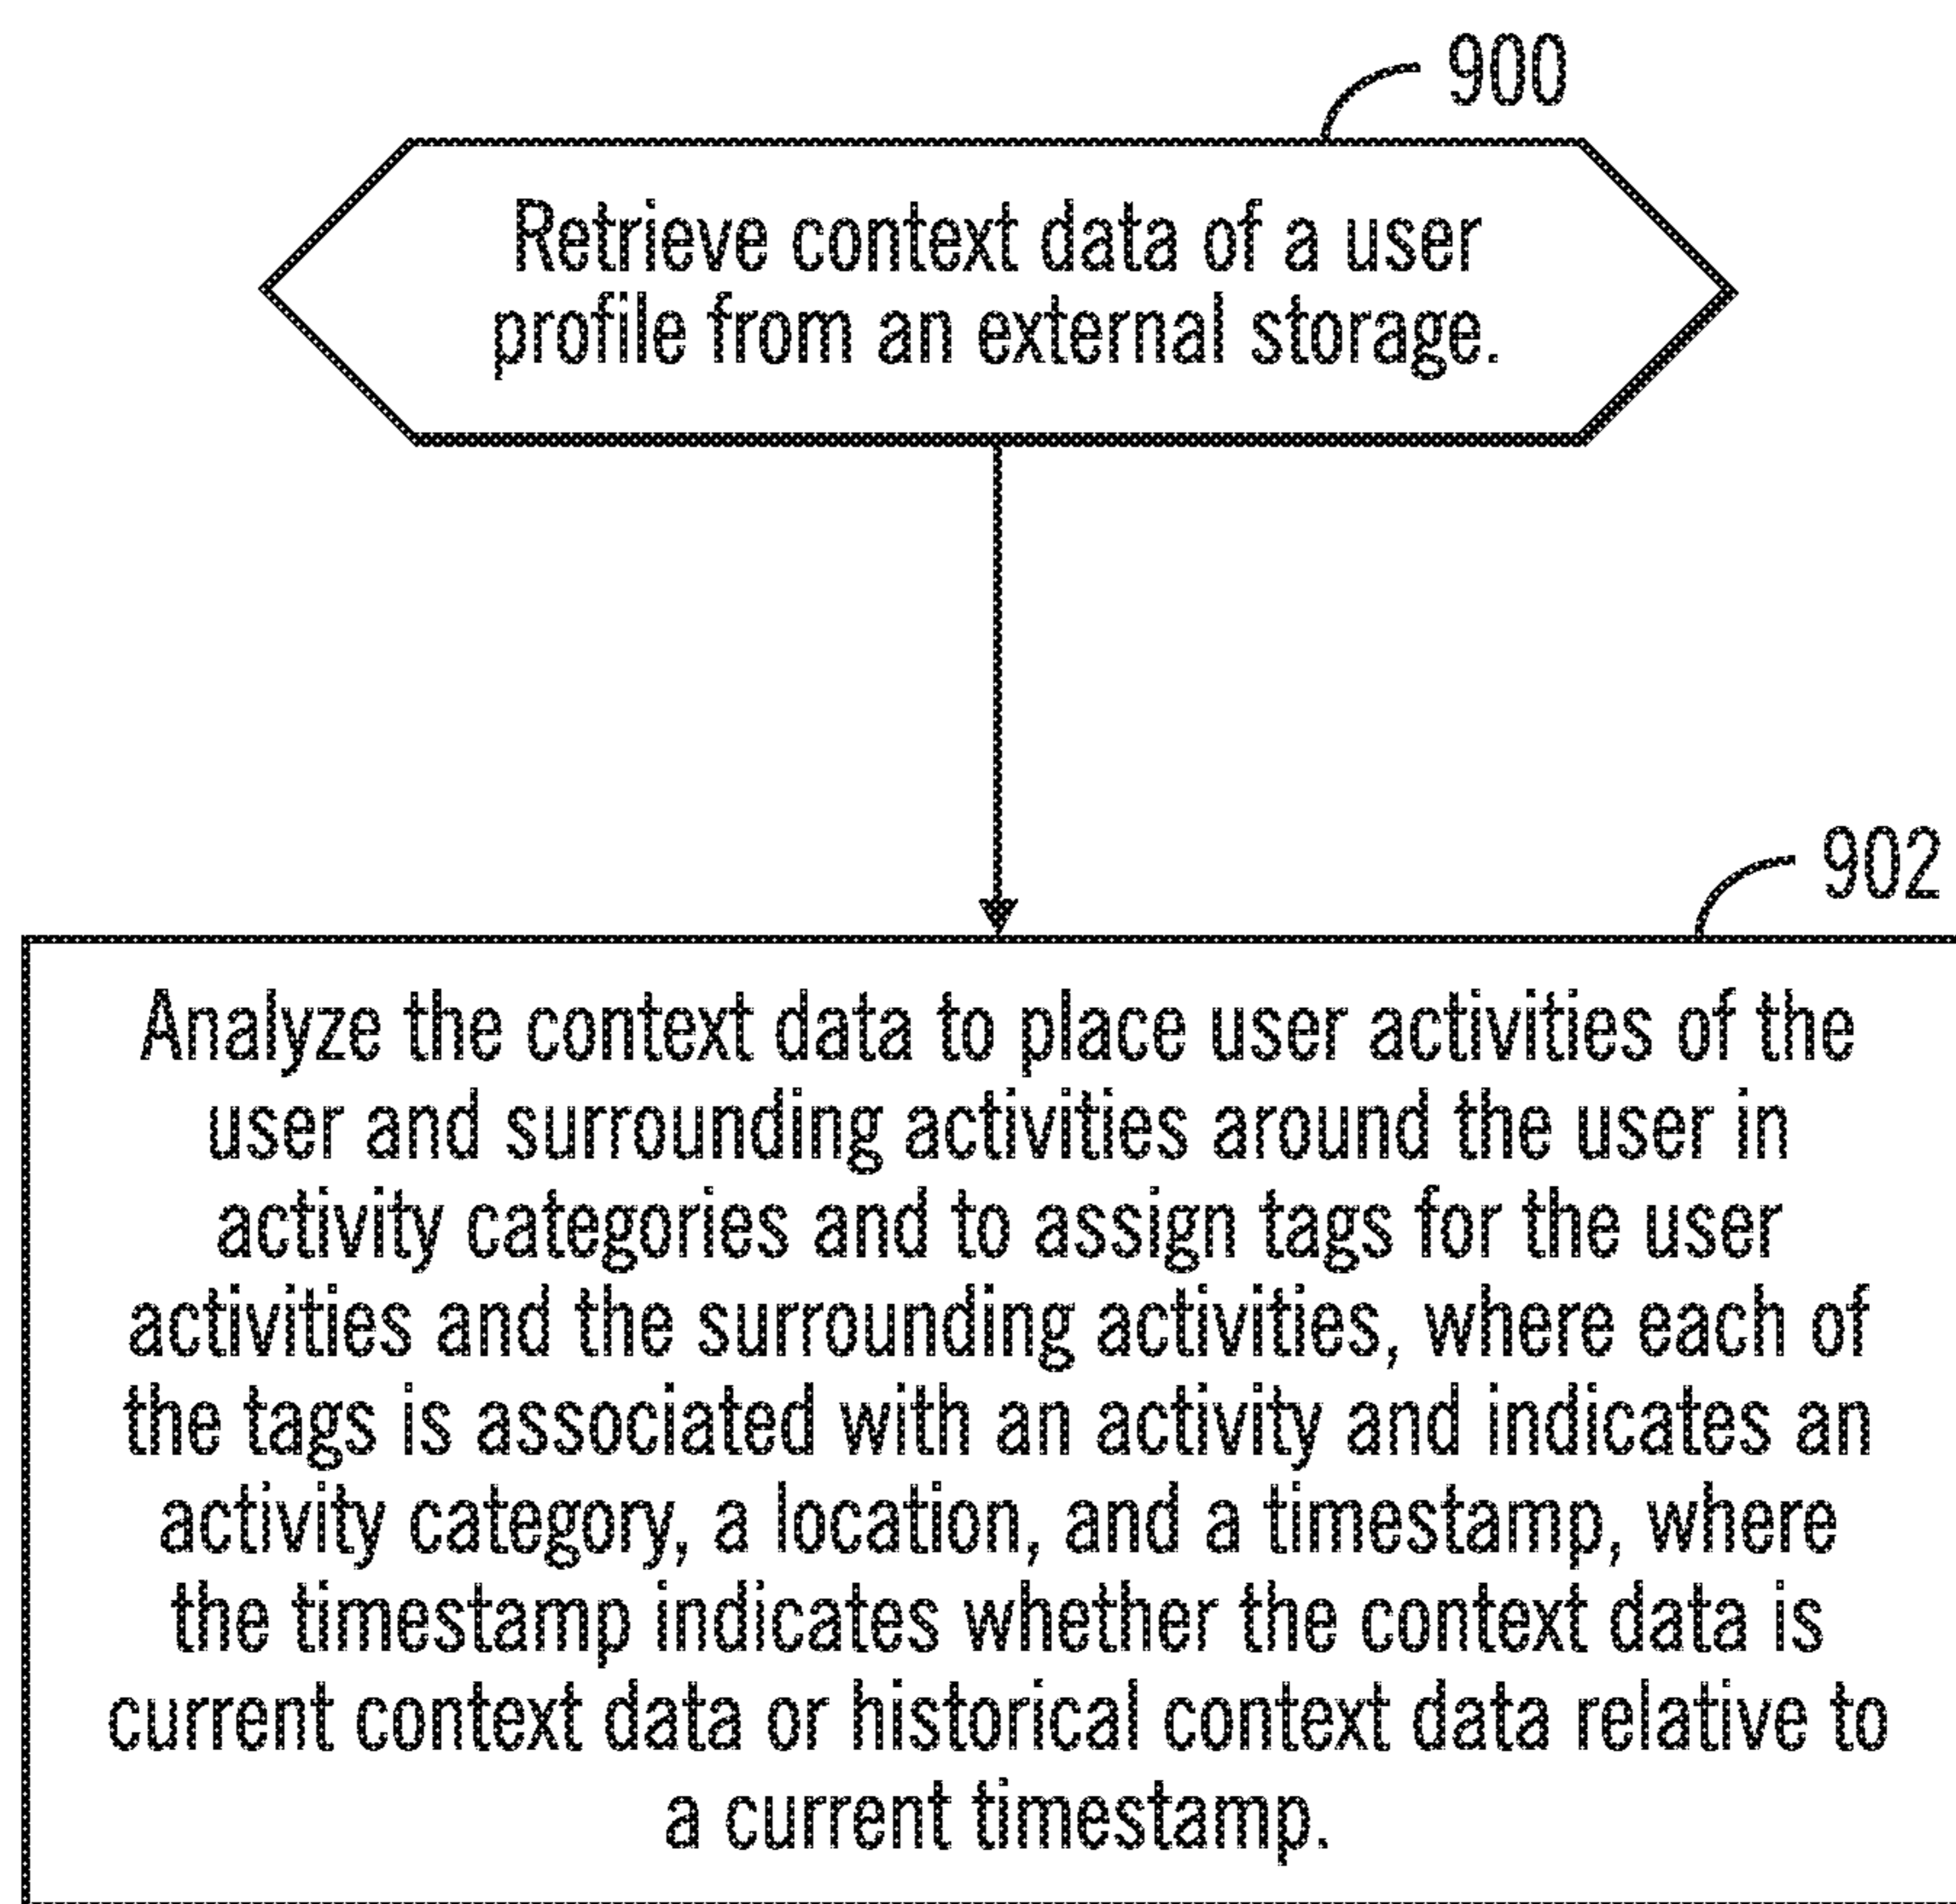 900
Retrieve context data of a user
profile from an external storage.
902
Analyze the context data to place user activities of the
user and surrounding activities around the user in
activity categories and to assign tags for the user
activities and the surrounding activities, where each of
the tags is associated with an activity and indicates an
activity category, a location, and a timestamp, where
the timestamp indicates whether the context data is
current context data or historical context data relative to
a current timestamp.